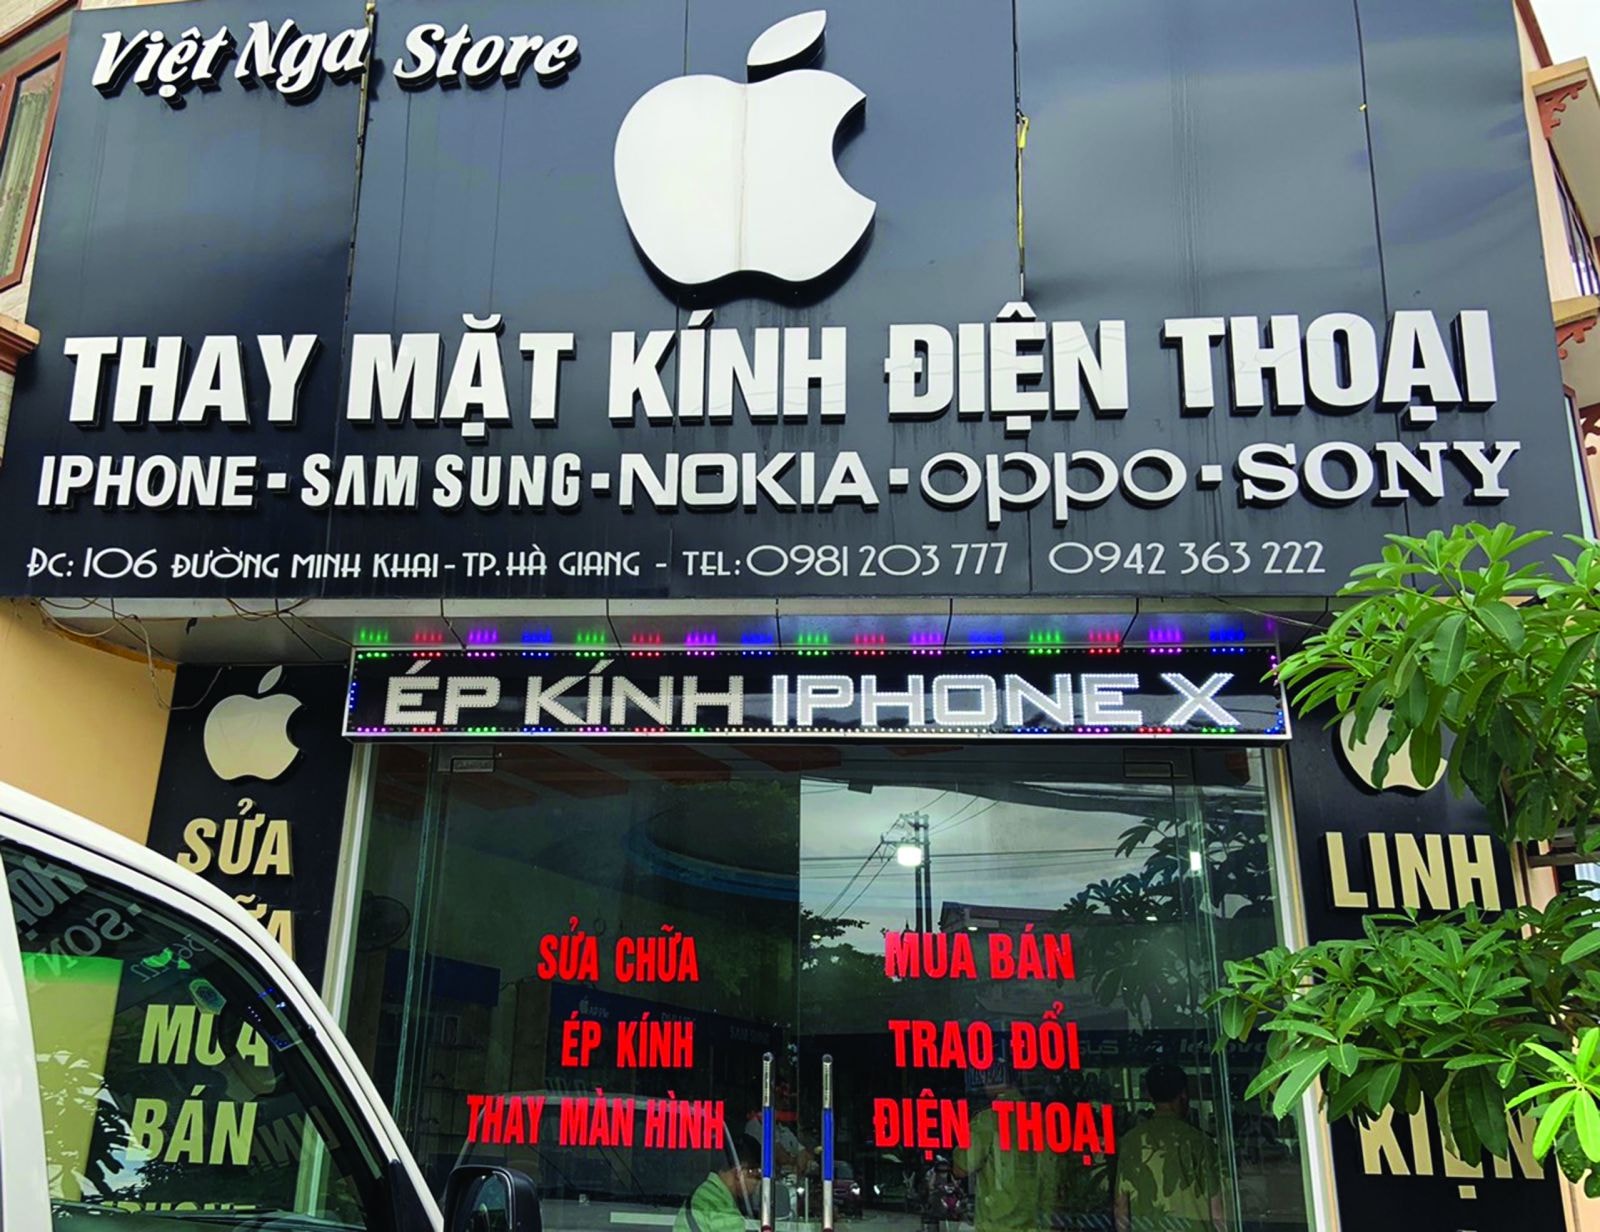 Việt Nga Store
THAY MẶT KÍNH ĐIỆN THOẠI
IPHONE - SAMSUNG - NOKIA - oppo - SONY
ĐC: 106 ĐƯỜNG MINH KHAI - TP. HÀ GIANG - TEL: 0981 203 777 0942 363 222
ÉP KÍNH IPHONE X
SỬA
MUA
BÁN
IPHONE
SỬA CHỮA
ÉP KÍNH
THAY MÀN HÌNH
MUA BÁN
TRAO ĐỔI
ĐIỆN THOẠI
LINH
KIỆN